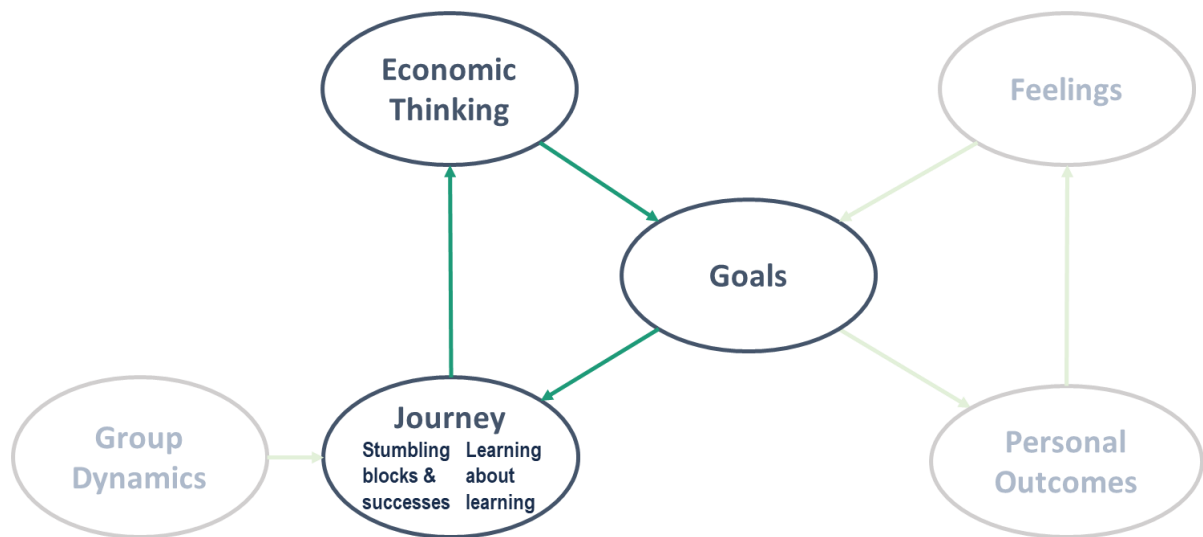 Economic
Thinking
Feelings
Goals
Group
Dynamics
Journey
Stumbling
blocks &
successes
Learning
about
learning
Personal
Outcomes